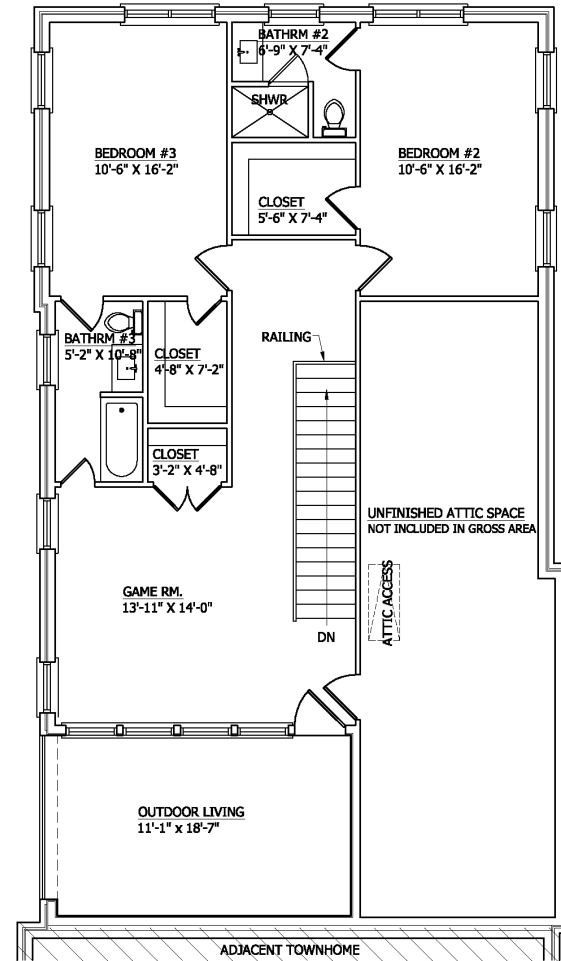 BATHRM #2
6'-9" X 7'-4"
SHWR
BEDROOM #3
10'-6" X 16'-2"
BEDROOM #2
10'-6" X 16'-2"
CLOSET
5'-6" X 7'-4"
BATHRM #3
5'-2" X 10'-8"
CLOSET
4'-8" X 7'-2"
RAILING
CLOSET
3'-2" X 4'-8"
UNFINISHED ATTIC SPACE
NOT INCLUDED IN GROSS AREA
ATTIC ACCESS
GAME RM.
13'-11" X 14'-0"
DN
OUTDOOR LIVING
11'-1" x 18'-7"
ADJACENT TOWNHOME